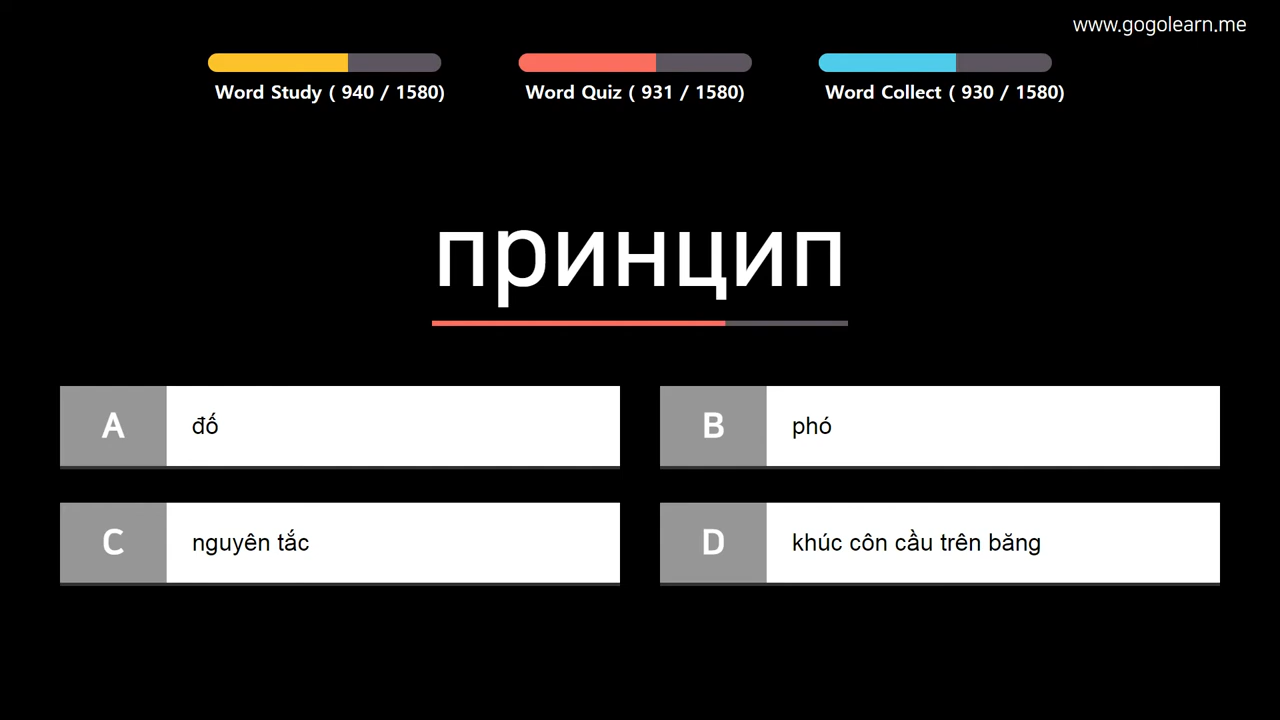 www.gogolearn.me
Word Study ( 940 / 1580)
Word Quiz ( 931 / 1580)
Word Collect ( 930 / 1580)
принцип
A đố
B phó
C nguyên tắc
D khúc côn cầu trên băng